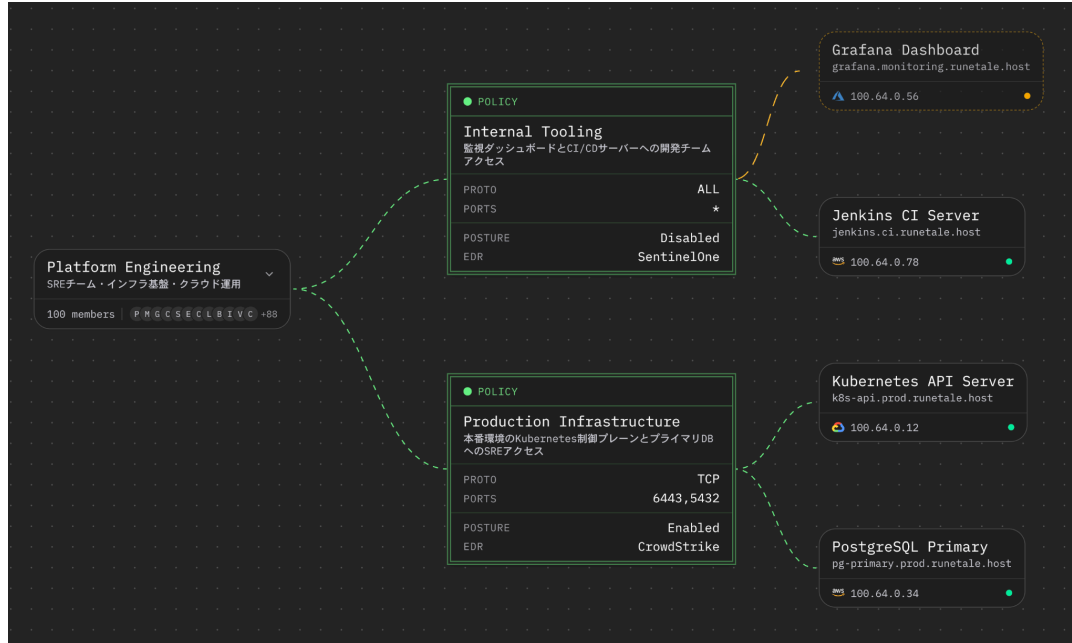 Platform Engineering
SREチーム・インフラ基盤・クラウド運用
100 members
P M G C S E C L B I V C +88
POLICY
Internal Tooling
監視ダッシュボードとCI/CDサーバーへの開発チーム
アクセス
PROTO ALL
PORTS *
POSTURE Disabled
EDR SentinelOne
POLICY
Production Infrastructure
本番環境のKubernetes制御プレーンとプライマリDB
へのSREアクセス
PROTO TCP
PORTS 6443,5432
POSTURE Enabled
EDR CrowdStrike
Grafana Dashboard
grafana.monitoring.runetale.host
100.64.0.56
Jenkins CI Server
jenkins.ci.runetale.host
aws 100.64.0.78
Kubernetes API Server
k8s-api.prod.runetale.host
100.64.0.12
PostgreSQL Primary
pg-primary.prod.runetale.host
aws 100.64.0.34